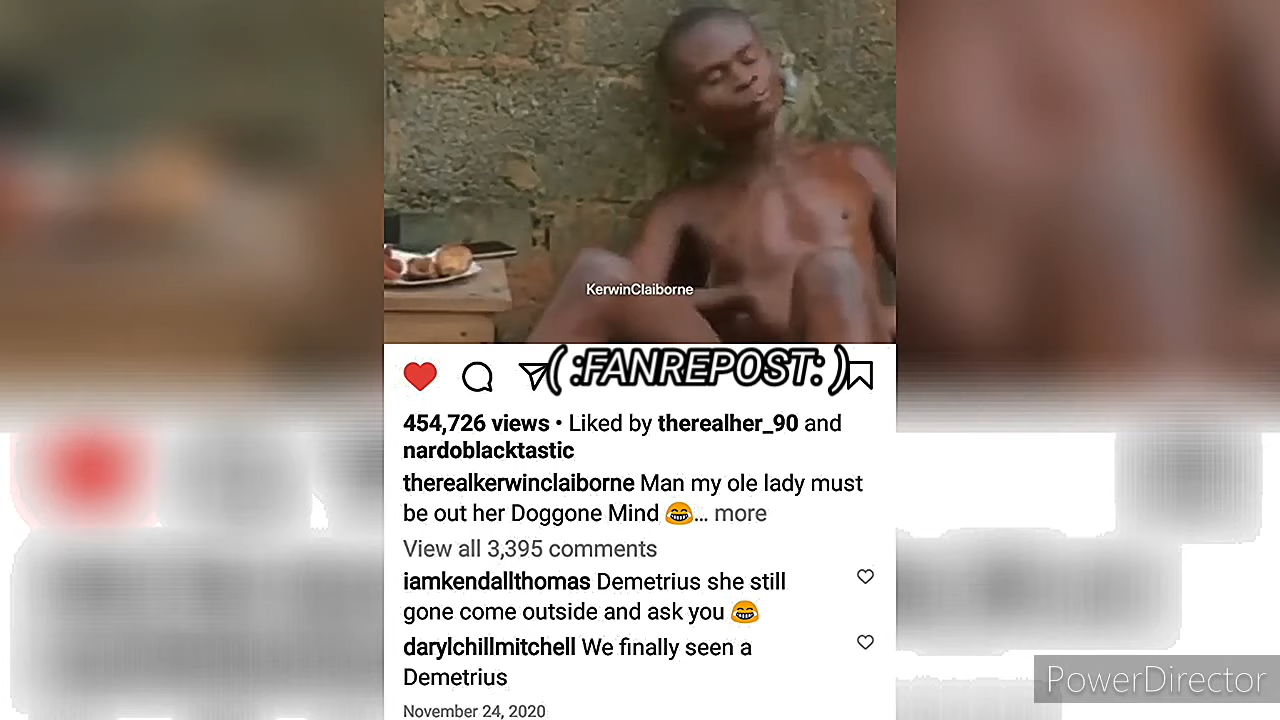 KerwinClaiborne
( :FANREPOST: )
454,726 views • Liked by therealher_90 and
nardoblacktastic
therealkerwinclaiborne Man my ole lady must
be out her Doggone Mind 😂... more
View all 3,395 comments
iamkendallthomas Demetrius she still
gone come outside and ask you 😂
darylchillmitchell We finally seen a
Demetrius
November 24, 2020
PowerDirector